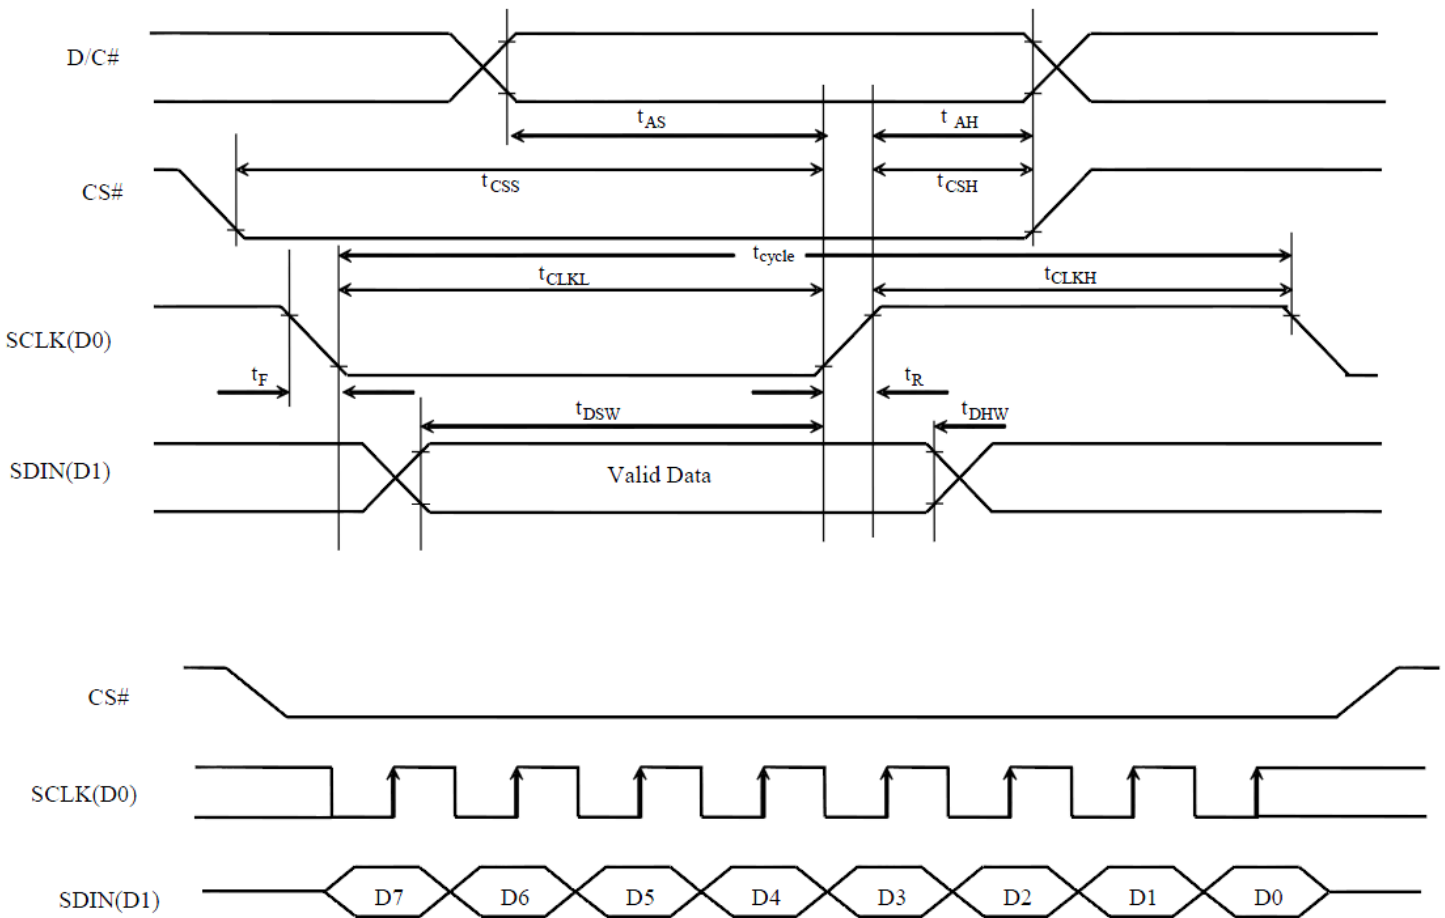 D/C#
tAS
t AH
CS#
tCSS
tCSH
tcycle
tCLKL
tCLKH
SCLK(D0)
tF
tR
tDSW
tDHW
SDIN(D1)
Valid Data
CS#
SCLK(D0)
SDIN(D1)
D7 D6 D5 D4 D3 D2 D1 D0